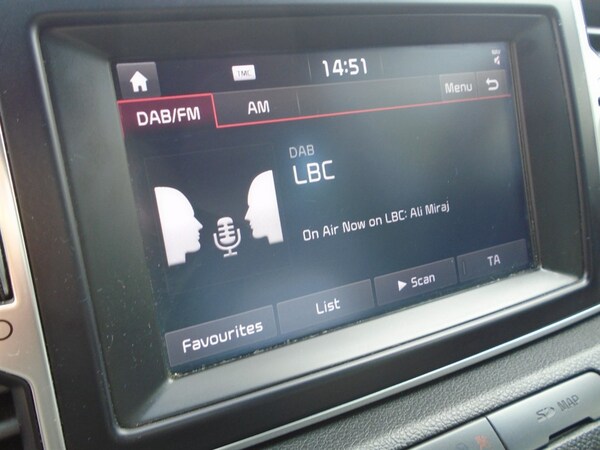 TMC 14:51
DAB/FM AM Menu
DAB
LBC
On Air Now on LBC: Ali Miraj
Favourites List Scan TA
MAP